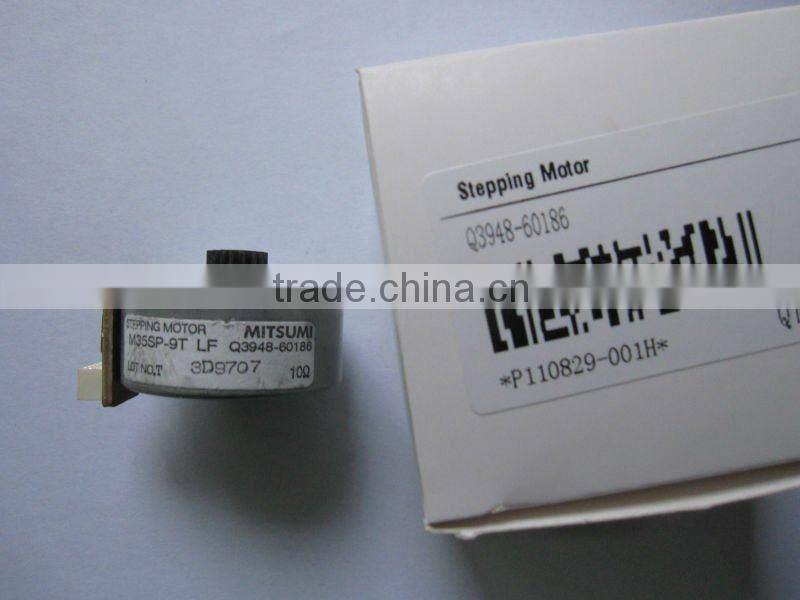 STEPPING MOTOR MITSUMI
M35SP-9T LF Q3948-60186
LOT NO.T 3D9707 10Ω
Stepping Motor
Q3948-60186
*P110829-001H*
trade.china.cn